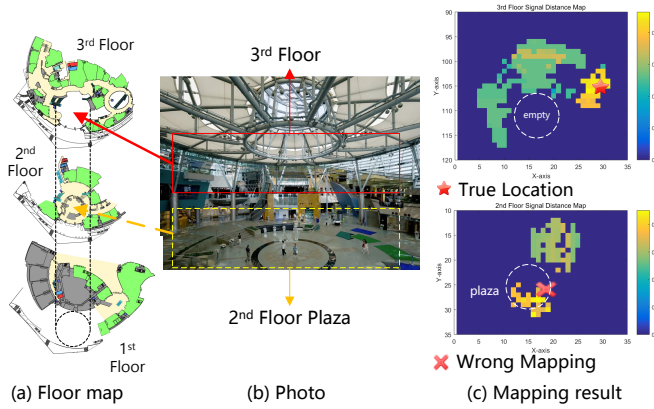 3rd Floor
2nd
Floor
1st
Floor
(a) Floor map
3rd Floor
2nd Floor Plaza
(b) Photo
3rd Floor Signal Distance Map
90
95
100
105
110
115
120
Y-axis
0 5 10 15 20 25 30 35
X-axis
empty
True Location
2nd Floor Signal Distance Map
10
15
20
25
30
35
40
Y-axis
0 5 10 15 20 25 30 35
X-axis
plaza
Wrong Mapping
(c) Mapping result